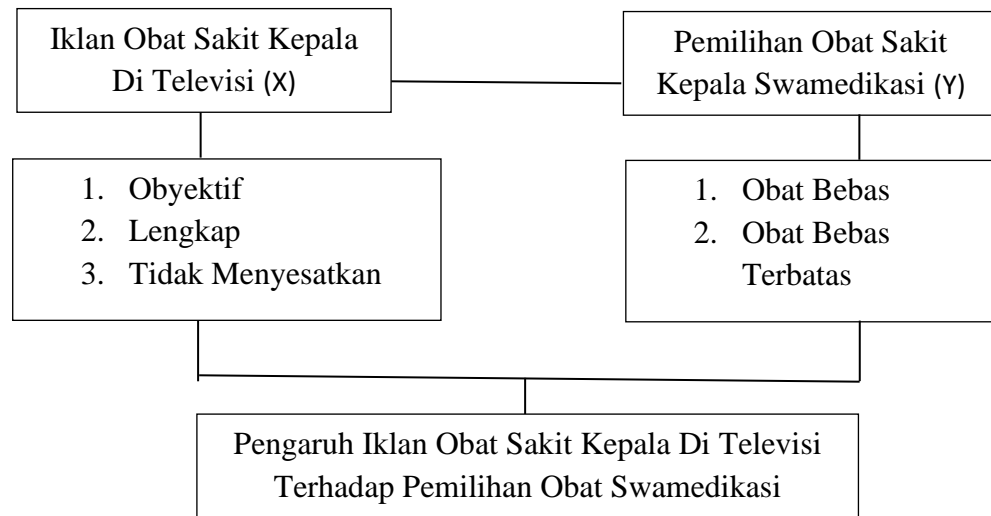 Iklan Obat Sakit Kepala
Di Televisi (X)
Pemilihan Obat Sakit
Kepala Swamedikasi (Y)
1. Obyektif
2. Lengkap
3. Tidak Menyesatkan
1. Obat Bebas
2. Obat Bebas
Terbatas
Pengaruh Iklan Obat Sakit Kepala Di Televisi
Terhadap Pemilihan Obat Swamedikasi